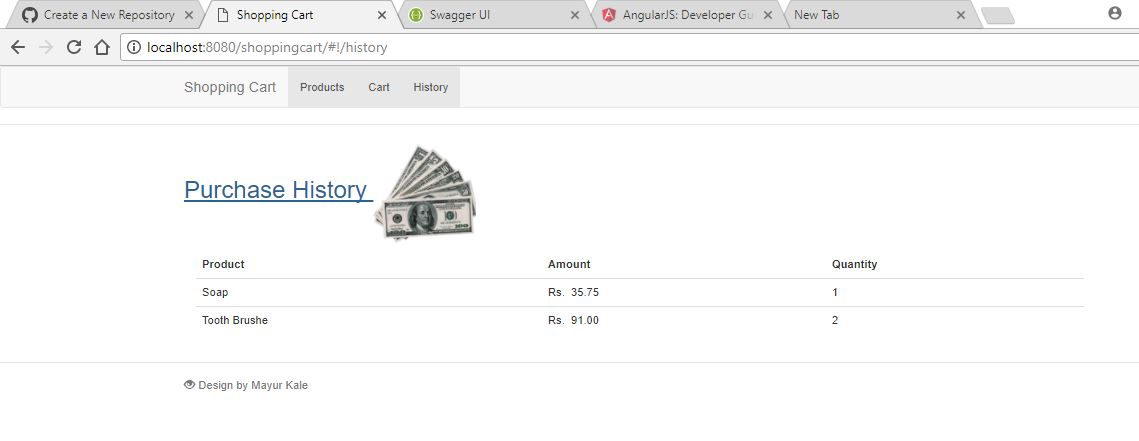 Create a New Repository Shopping Cart Swagger UI AngularJS: Developer Gu New Tab
localhost:8080/shoppingcart/#!/history
Shopping Cart Products Cart History
Purchase History
Product Amount Quantity
Soap Rs. 35.75 1
Tooth Brushe Rs. 91.00 2
Design by Mayur Kale